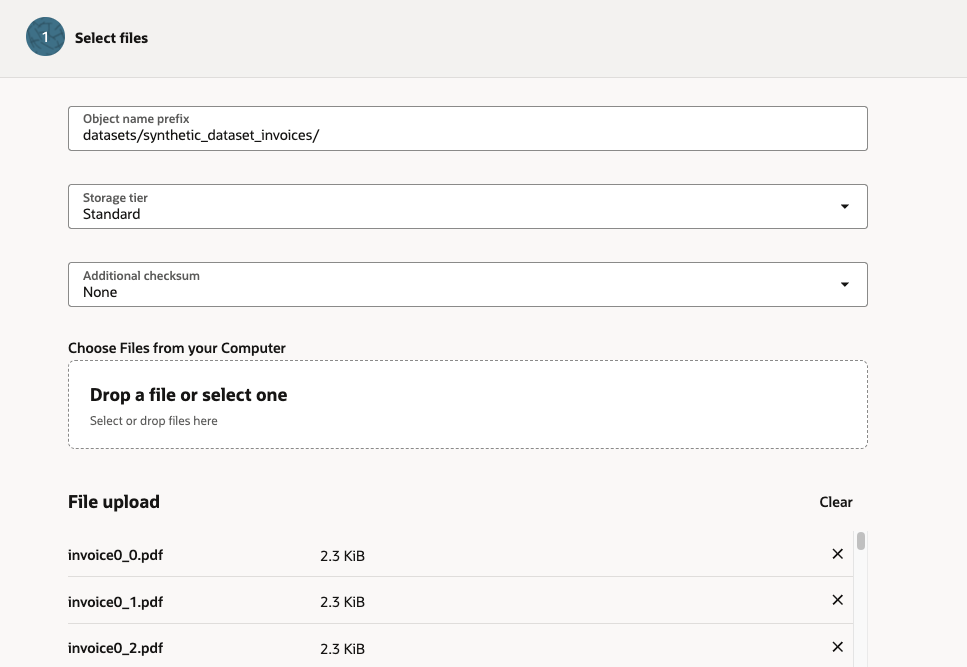 1 Select files
Object name prefix
datasets/synthetic_dataset_invoices/
Storage tier
Standard
Additional checksum
None
Choose Files from your Computer
Drop a file or select one
Select or drop files here
File upload Clear
invoice0_0.pdf 2.3 KiB
invoice0_1.pdf 2.3 KiB
invoice0_2.pdf 2.3 KiB